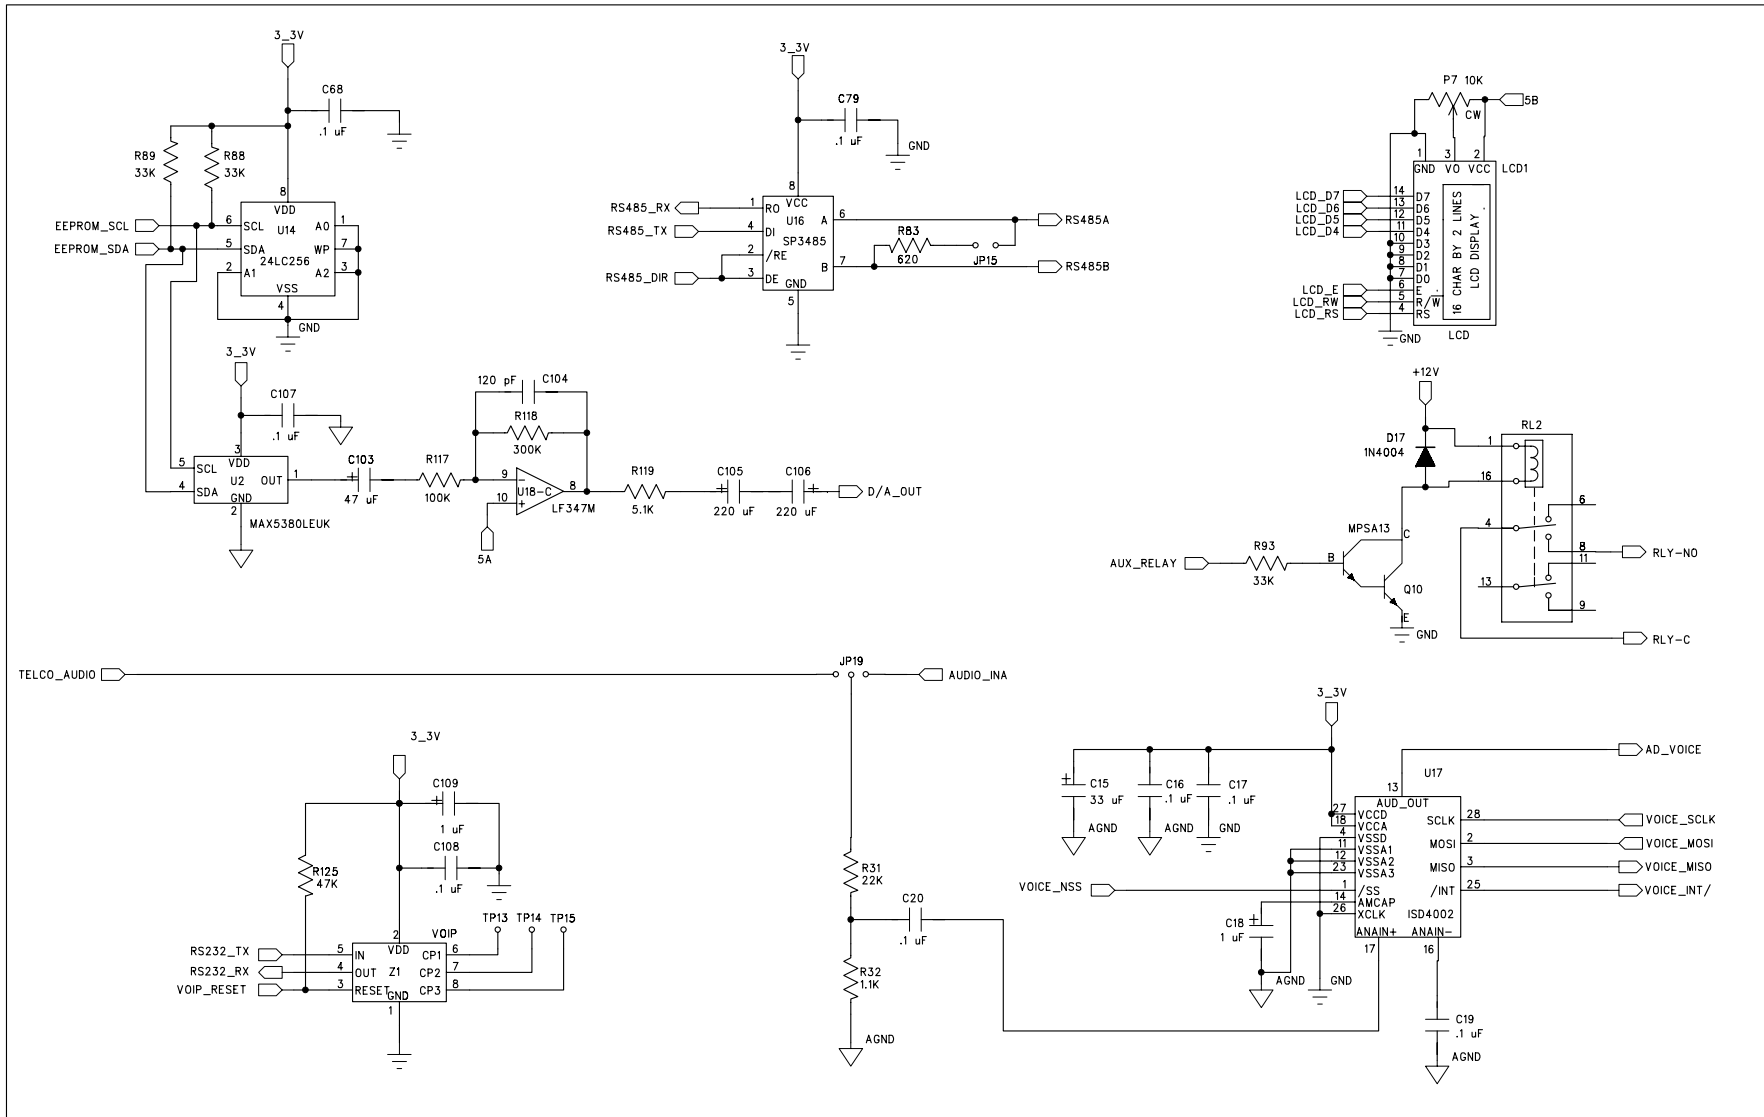 3_3V
C68
.1 uF
R89
33K
R88
33K
8
VDD
EEPROM_SCL
6
SCL
A0
1
U14
EEPROM_SDA
5
SDA
WP
7
24LC256
2
A1
A2
3
VSS
4
GND
3_3V
C107
.1 uF
3
VDD
5
SCL
U2
OUT
1
4
SDA
GND
2
MAX5380LEUK
C103
+
47 uF
R117
100K
120 pF
C104
R118
300K
9
-
U18-C
8
10
+
LF347M
5A
R119
5.1K
C105
+
220 uF
C106
+
220 uF
D/A_OUT
3_3V
C79
.1 uF
GND
8
VCC
RS485_RX
1
RO
U16
A
6
RS485A
RS485_TX
4
DI
SP3485
2
/RE
R83
620
JP15
RS485_DIR
3
DE
B
7
RS485B
GND
5
P7 10K
5B
CW
1
3
2
GND
VO
VCC
LCD1
LCD_D7
14
D7
LCD_D6
13
D6
LCD_D5
12
D5
LCD_D4
11
D4
10
D3
9
D2
8
D1
7
D0
LCD_E
6
E
LCD_RW
5
R/W
LCD_RS
4
RS
16 CHAR BY 2 LINES
LCD DISPLAY
GND
LCD
+12V
D17
1N4004
RL2
1
16
6
4
8
RLY-NO
11
13
9
RLY-C
MPSA13
C
AUX_RELAY
R93
33K
B
Q10
E
GND
TELCO_AUDIO
JP19
AUDIO_INA
3_3V
C109
+
1 uF
C108
.1 uF
R125
47K
TP13
TP14
TP15
VOIP
2
VDD
RS232_TX
5
IN
CP1
6
RS232_RX
4
OUT
Z1
CP2
7
VOIP_RESET
3
RESET
CP3
8
GND
1
R31
22K
C20
.1 uF
R32
1.1K
AGND
3_3V
+
C15
33 uF
AGND
C16
.1 uF
AGND
C17
.1 uF
GND
AD_VOICE
U17
13
AUD_OUT
27
VCCD
18
VCCA
4
VSSD
11
VSSA1
12
VSSA2
23
VSSA3
1
/SS
14
AMCAP
26
XCLK
SCLK
28
VOICE_SCLK
MOSI
2
VOICE_MOSI
MISO
3
VOICE_MISO
/INT
25
VOICE_INT/
ISD4002
ANAIN+
ANAIN-
17
16
VOICE_NSS
+
C18
1 uF
AGND
GND
C19
.1 uF
AGND